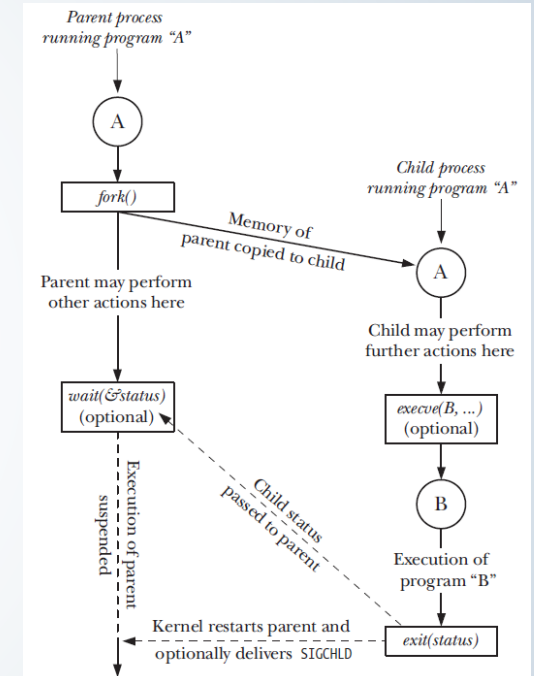 Parent process
running program “A”
A
fork()
Child process
running program “A”
Memory of
parent copied to child
A
Parent may perform
other actions here
Child may perform
further actions here
wait(&status)
(optional)
execve(B, ...)
(optional)
B
Execution of parent
suspended
Child status
passed to parent
Execution of
program “B”
Kernel restarts parent and
optionally delivers SIGCHLD
exit(status)